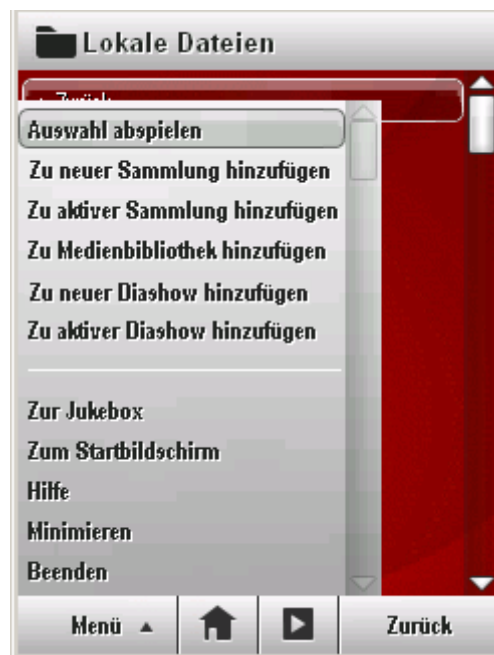 Lokale Dateien
Auswahl abspielen
Zu neuer Sammlung hinzufügen
Zu aktiver Sammlung hinzufügen
Zu Medienbibliothek hinzufügen
Zu neuer Diashow hinzufügen
Zu aktiver Diashow hinzufügen
Zur Jukebox
Zum Startbildschirm
Hilfe
Minimieren
Beenden
Menü
Zurück